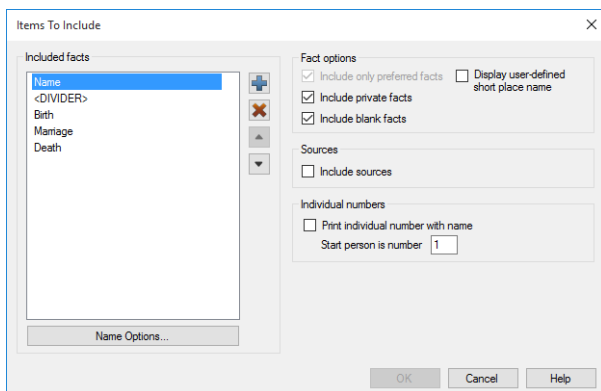 Items To Include
Included facts
Name
<DIVIDER>
Birth
Marriage
Death
Name Options...
Fact options
Include only preferred facts
Display user-defined
short place name
Include private facts
Include blank facts
Sources
Include sources
Individual numbers
Print individual number with name
Start person is number 1
OK Cancel Help